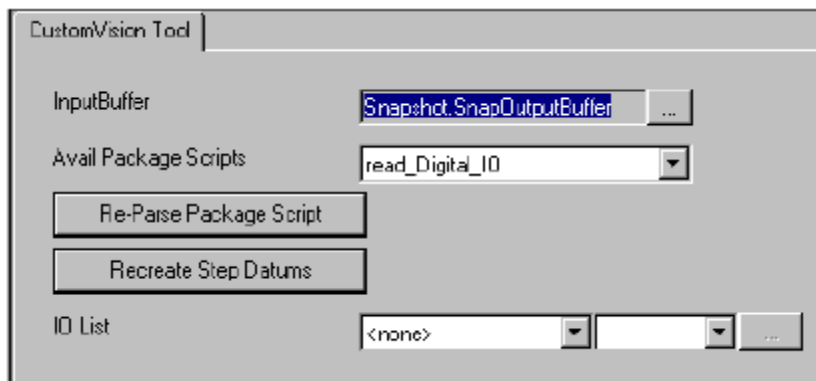 CustomVision Tool
InputBuffer Snapshot.SnapOutputBuffer ...
Avail Package Scripts read_Digital_IO
Re-Parse Package Script
Recreate Step Datums
IO List <none> ...